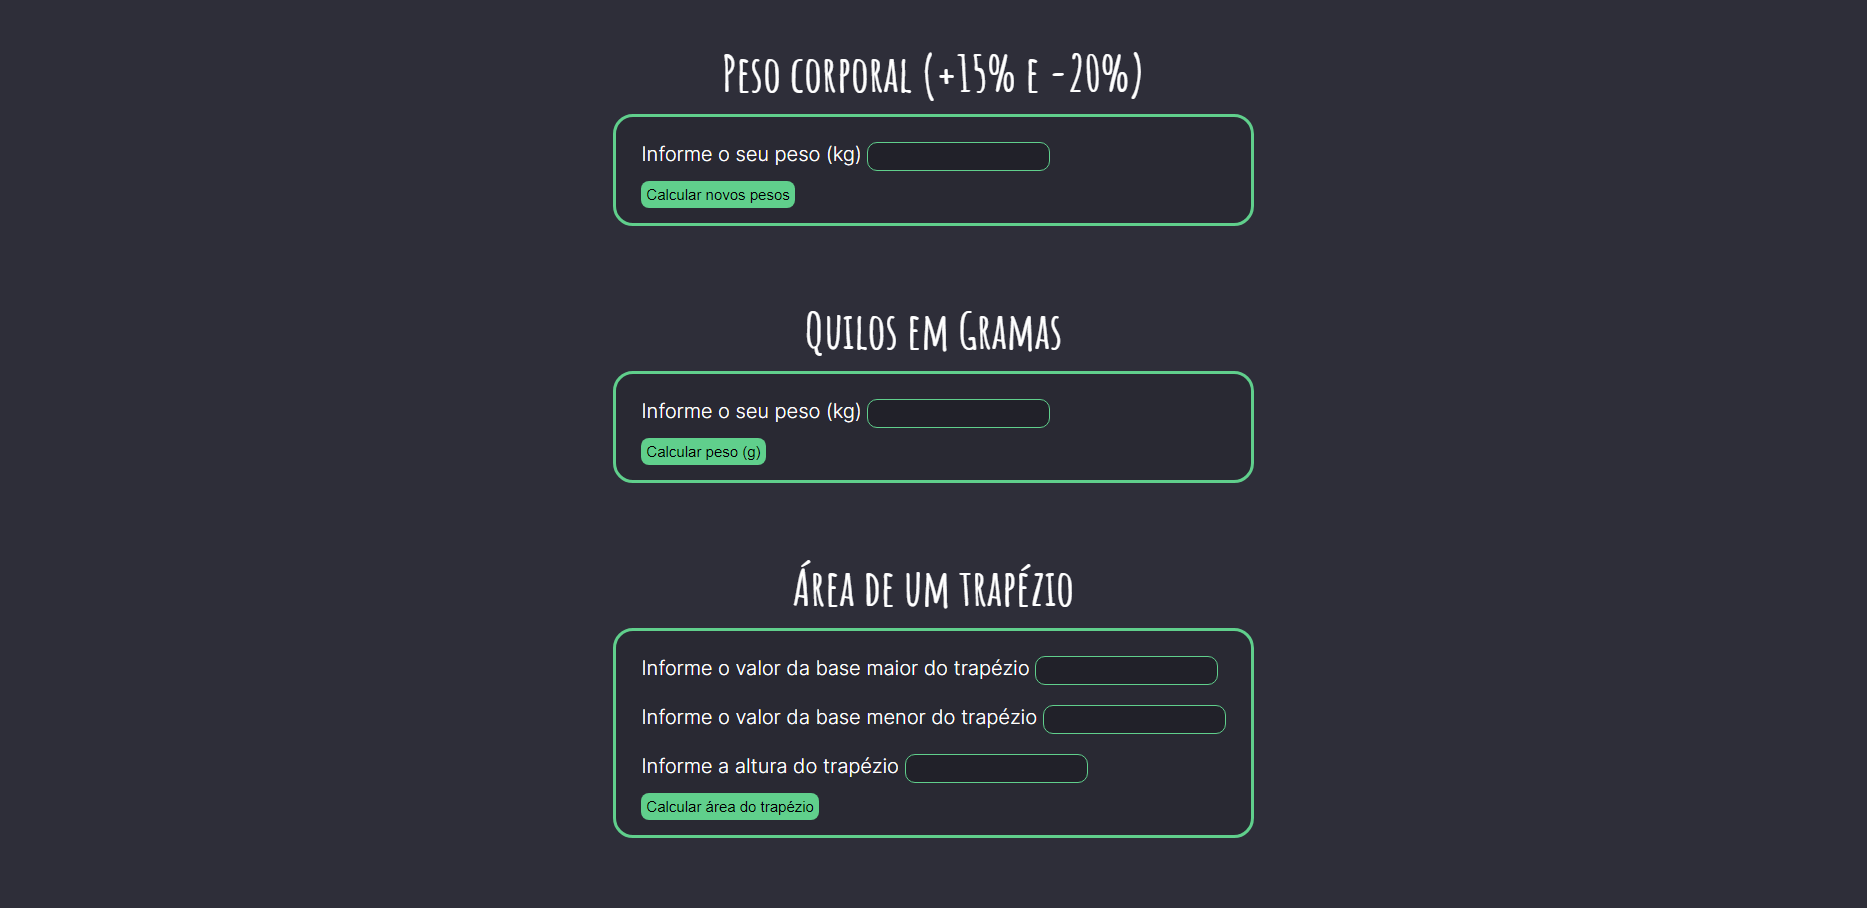 Peso corporal (+15% e -20%)
Informe o seu peso (kg)
Calcular novos pesos
Quilos em Gramas
Informe o seu peso (kg)
Calcular peso (g)
Área de um trapézio
Informe o valor da base maior do trapézio
Informe o valor da base menor do trapézio
Informe a altura do trapézio
Calcular área do trapézio